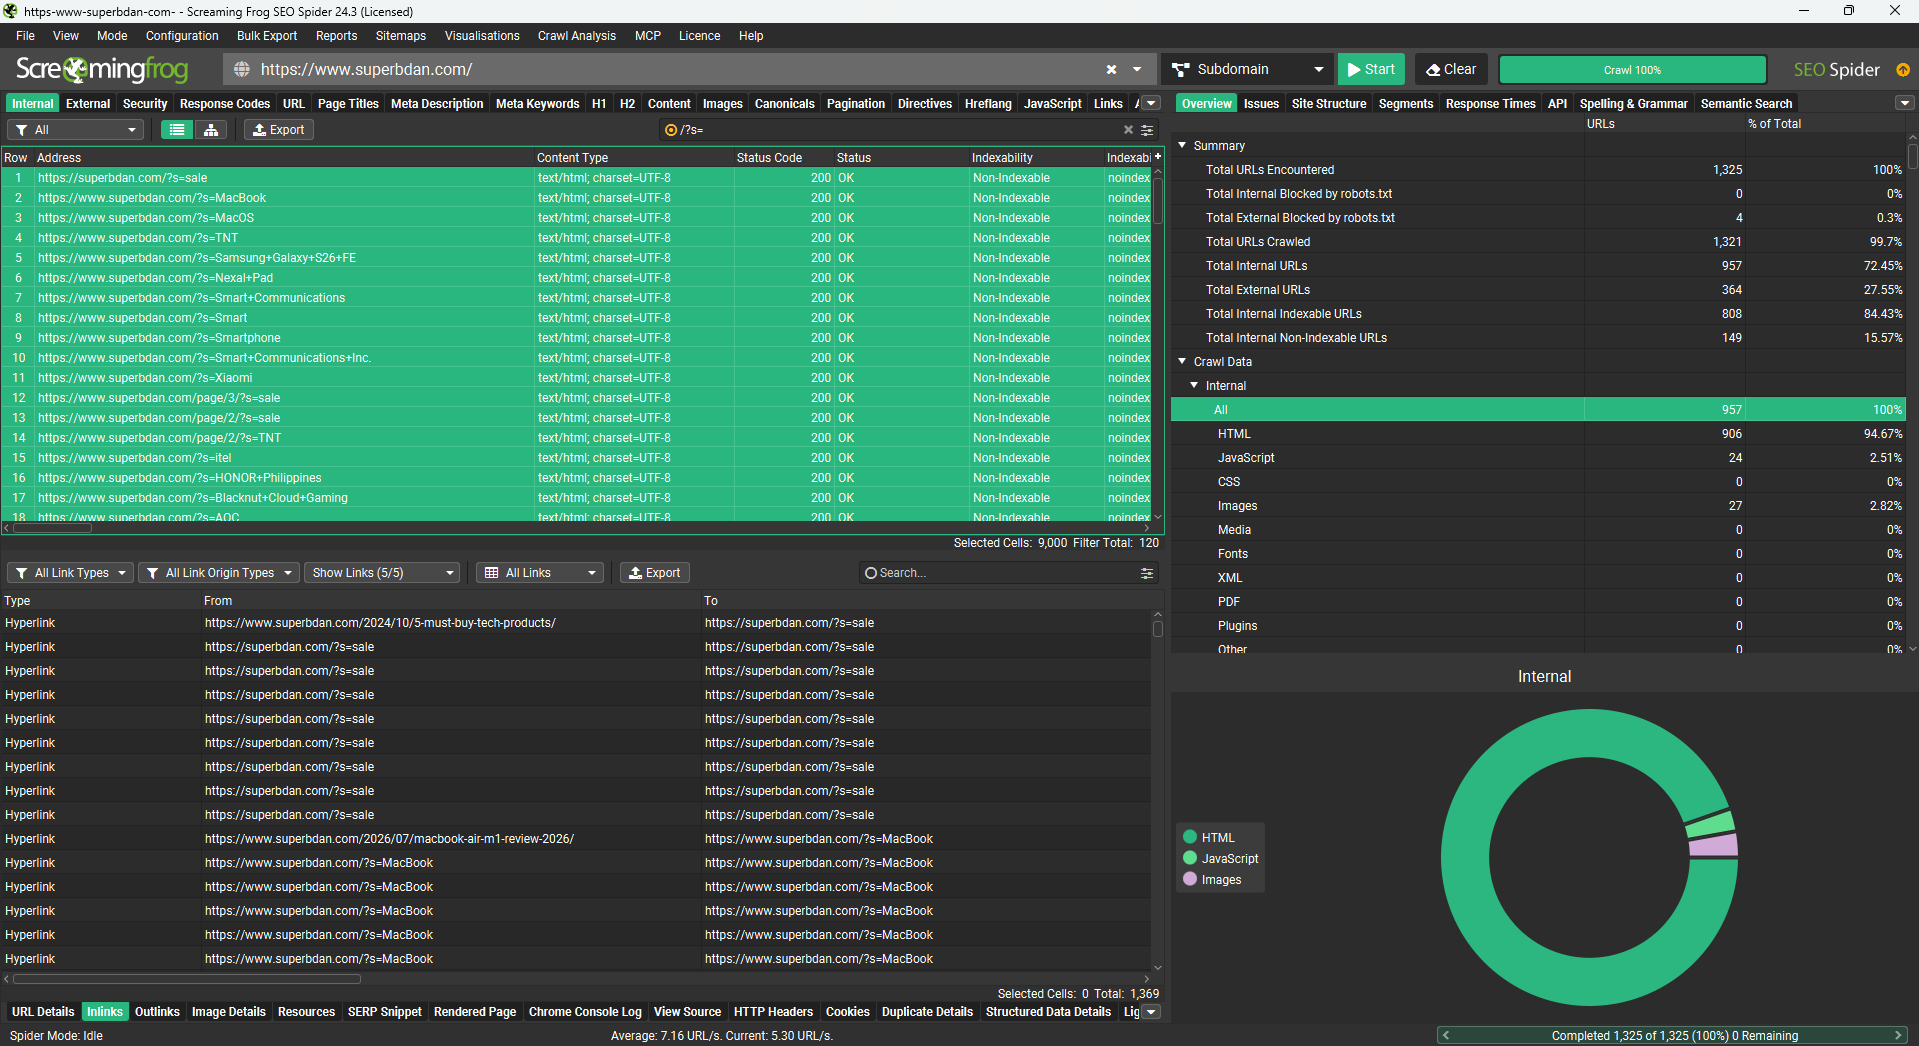 https-www-superbdan-com- - Screaming Frog SEO Spider 24.3 (Licensed)
File View Mode Configuration Bulk Export Reports Sitemaps Visualisations Crawl Analysis MCP Licence Help
Screamingfrog https://www.superbdan.com/ Subdomain Start Clear Crawl 100% SEO Spider
Internal External Security Response Codes URL Page Titles Meta Description Meta Keywords H1 H2 Content Images Canonicals Pagination Directives Hreflang JavaScript Links
All Export /?s=
Row Address Content Type Status Code Status Indexability Indexabi
1 https://superbdan.com/?s=sale text/html; charset=UTF-8 200 OK Non-Indexable noindex
2 https://www.superbdan.com/?s=MacBook text/html; charset=UTF-8 200 OK Non-Indexable noindex
3 https://www.superbdan.com/?s=MacOS text/html; charset=UTF-8 200 OK Non-Indexable noindex
4 https://www.superbdan.com/?s=TNT text/html; charset=UTF-8 200 OK Non-Indexable noindex
5 https://www.superbdan.com/?s=Samsung+Galaxy+S26+FE text/html; charset=UTF-8 200 OK Non-Indexable noindex
6 https://www.superbdan.com/?s=Nexal+Pad text/html; charset=UTF-8 200 OK Non-Indexable noindex
7 https://www.superbdan.com/?s=Smart+Communications text/html; charset=UTF-8 200 OK Non-Indexable noindex
8 https://www.superbdan.com/?s=Smart text/html; charset=UTF-8 200 OK Non-Indexable noindex
9 https://www.superbdan.com/?s=Smartphone text/html; charset=UTF-8 200 OK Non-Indexable noindex
10 https://www.superbdan.com/?s=Smart+Communications+Inc. text/html; charset=UTF-8 200 OK Non-Indexable noindex
11 https://www.superbdan.com/?s=Xiaomi text/html; charset=UTF-8 200 OK Non-Indexable noindex
12 https://www.superbdan.com/page/3/?s=sale text/html; charset=UTF-8 200 OK Non-Indexable noindex
13 https://www.superbdan.com/page/2/?s=sale text/html; charset=UTF-8 200 OK Non-Indexable noindex
14 https://www.superbdan.com/page/2/?s=TNT text/html; charset=UTF-8 200 OK Non-Indexable noindex
15 https://www.superbdan.com/?s=itel text/html; charset=UTF-8 200 OK Non-Indexable noindex
16 https://www.superbdan.com/?s=HONOR+Philippines text/html; charset=UTF-8 200 OK Non-Indexable noindex
17 https://www.superbdan.com/?s=Blacknut+Cloud+Gaming text/html; charset=UTF-8 200 OK Non-Indexable noindex
18 https://www.superbdan.com/?s=AOC text/html; charset=UTF-8 200 OK Non-Indexable noindex
Selected Cells: 9,000 Filter Total: 120
All Link Types All Link Origin Types Show Links (5/5) All Links Export Search...
Type From To
Hyperlink https://www.superbdan.com/2024/10/5-must-buy-tech-products/ https://superbdan.com/?s=sale
Hyperlink https://superbdan.com/?s=sale https://superbdan.com/?s=sale
Hyperlink https://superbdan.com/?s=sale https://superbdan.com/?s=sale
Hyperlink https://superbdan.com/?s=sale https://superbdan.com/?s=sale
Hyperlink https://superbdan.com/?s=sale https://superbdan.com/?s=sale
Hyperlink https://superbdan.com/?s=sale https://superbdan.com/?s=sale
Hyperlink https://superbdan.com/?s=sale https://superbdan.com/?s=sale
Hyperlink https://superbdan.com/?s=sale https://superbdan.com/?s=sale
Hyperlink https://superbdan.com/?s=sale https://superbdan.com/?s=sale
Hyperlink https://www.superbdan.com/2026/07/macbook-air-m1-review-2026/ https://www.superbdan.com/?s=MacBook
Hyperlink https://www.superbdan.com/?s=MacBook https://www.superbdan.com/?s=MacBook
Hyperlink https://www.superbdan.com/?s=MacBook https://www.superbdan.com/?s=MacBook
Hyperlink https://www.superbdan.com/?s=MacBook https://www.superbdan.com/?s=MacBook
Hyperlink https://www.superbdan.com/?s=MacBook https://www.superbdan.com/?s=MacBook
Hyperlink https://www.superbdan.com/?s=MacBook https://www.superbdan.com/?s=MacBook
Selected Cells: 0 Total: 1,369
URL Details Inlinks Outlinks Image Details Resources SERP Snippet Rendered Page Chrome Console Log View Source HTTP Headers Cookies Duplicate Details Structured Data Details Lig
Spider Mode: Idle Average: 7.16 URL/s. Current: 5.30 URL/s. Completed 1,325 of 1,325 (100%) 0 Remaining
Overview Issues Site Structure Segments Response Times API Spelling & Grammar Semantic Search
URLs % of Total
Summary
Total URLs Encountered 1,325 100%
Total Internal Blocked by robots.txt 0 0%
Total External Blocked by robots.txt 4 0.3%
Total URLs Crawled 1,321 99.7%
Total Internal URLs 957 72.45%
Total External URLs 364 27.55%
Total Internal Indexable URLs 808 84.43%
Total Internal Non-Indexable URLs 149 15.57%
Crawl Data
Internal
All 957 100%
HTML 906 94.67%
JavaScript 24 2.51%
CSS 0 0%
Images 27 2.82%
Media 0 0%
Fonts 0 0%
XML 0 0%
PDF 0 0%
Plugins 0 0%
Other 0 0%
Internal
HTML
JavaScript
Images